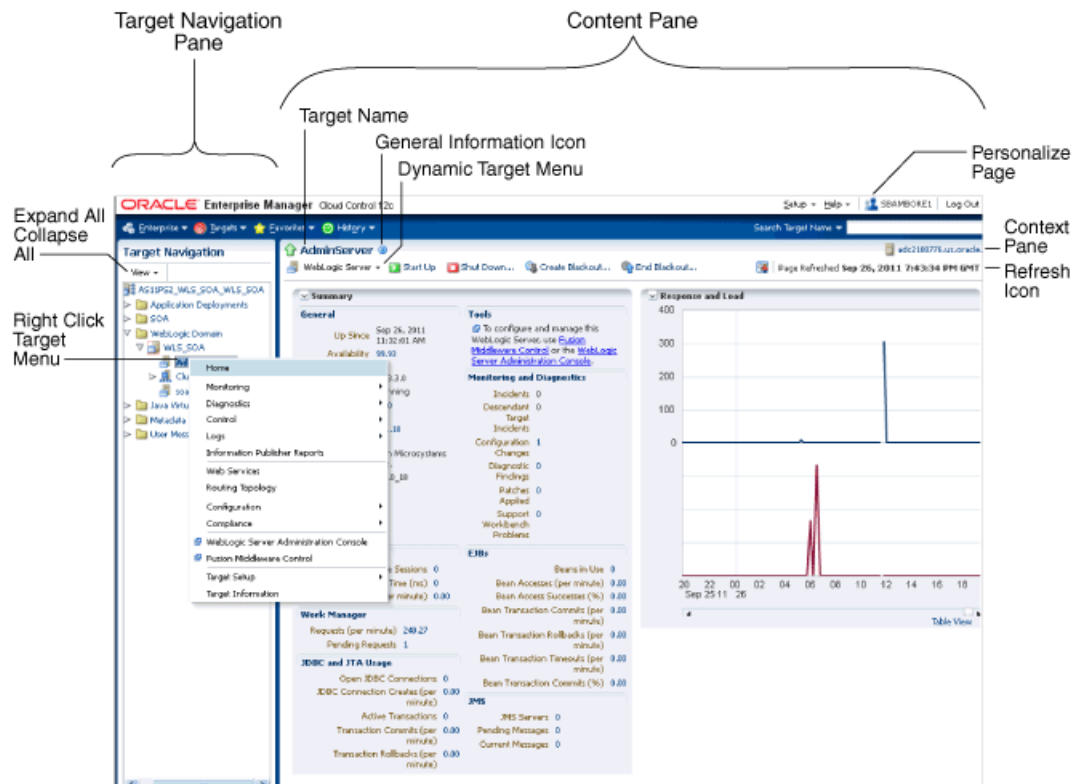 Target Navigation
Pane
Content Pane
Target Name
General Information Icon
Dynamic Target Menu
Personalize
Page
Expand All
Collapse
All
Context
Pane
Refresh
Icon
Right Click
Target
Menu
ORACLE Enterprise Manager Cloud Control 12c
Setup Help SBAMBORE1 Log Out
Enterprise Targets Favorites History
Search Target Name
Target Navigation
View
AS11PS2_WLS_SOA_WLS_SOA
Application Deployments
SOA
WebLogic Domain
WLS_SOA
Java Virtu
Metadata
User Mess
AdminServer
adc2180776.us.oracle.
WebLogic Server Start Up Shut Down... Create Blackout... End Blackout...
Page Refreshed Sep 26, 2011 7:43:34 PM GMT
Home
Monitoring
Diagnostics
Control
Logs
Information Publisher Reports
Web Services
Routing Topology
Configuration
Compliance
WebLogic Server Administration Console
Fusion Middleware Control
Target Setup
Target Information
Summary
General
Up Since Sep 26, 2011
11:32:01 AM
Availability 99.93
Microsystems
Sessions 0
Time (ms) 0
minute) 0.00
Work Manager
Requests (per minute) 240.27
Pending Requests 1
JDBC and JTA Usage
Open JDBC Connections 0
JDBC Connection Creates (per 0.00
minute)
Active Transactions 0
Transaction Commits (per 0.00
minute)
Transaction Rollbacks (per 0.00
minute)
Tools
To configure and manage this
WebLogic Server, use Fusion
Middleware Control or the WebLogic
Server Administration Console.
Monitoring and Diagnostics
Incidents 0
Descendant 0
Target
Incidents
Configuration 1
Changes
Diagnostic 0
Findings
Patches 0
Applied
Support 0
Workbench
Problems
EJBs
Beans in Use 0
Bean Accesses (per minute) 0.00
Bean Access Successes (%) 0.00
Bean Transaction Commits (per 0.00
minute)
Bean Transaction Rollbacks (per 0.00
minute)
Bean Transaction Timeouts (per 0.00
minute)
Bean Transaction Commits (%) 0.00
JMS
JMS Servers 0
Pending Messages 0
Current Messages 0
Response and Load
400
300
200
100
0
20 22 00 02 04 06 08 10 12 14 16 18
Sep 25 11 26
Table View